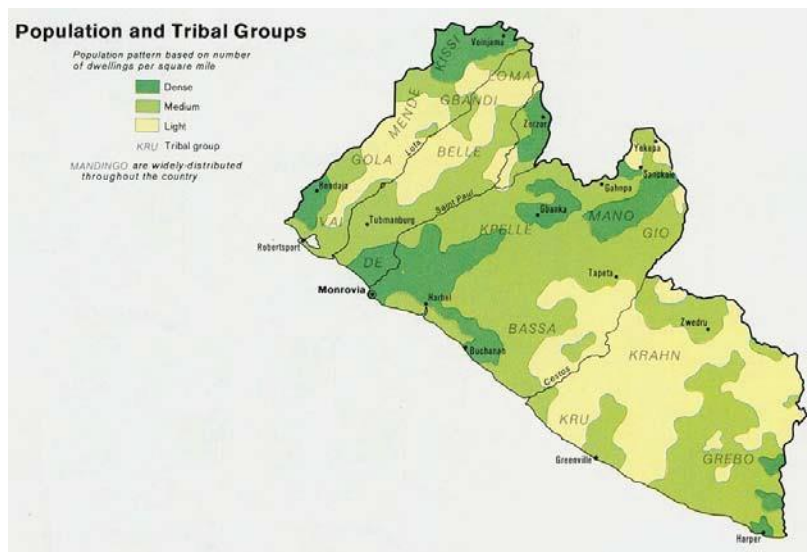 Population and Tribal Groups
Population pattern based on number
of dwellings per square mile
Dense
Medium
Light
KRU Tribal group
MANDINGO are widely-distributed
throughout the country
Voinjama
KISSI
LOMA
GBANDI
MENDE
Zorzor
Lofa
BELLE
GOLA
Yekepa
Sanokole
Gahnpa
Bendaja
Saint Paul
VAI
Tubmanburg
Gbanka
MANO
KPELLE
GIO
Robertsport
DE
Tapeta
Monrovia
Harbel
Zwedru
BASSA
KRAHN
Buchanan
Cestos
KRU
GREBO
Greenville
Harper